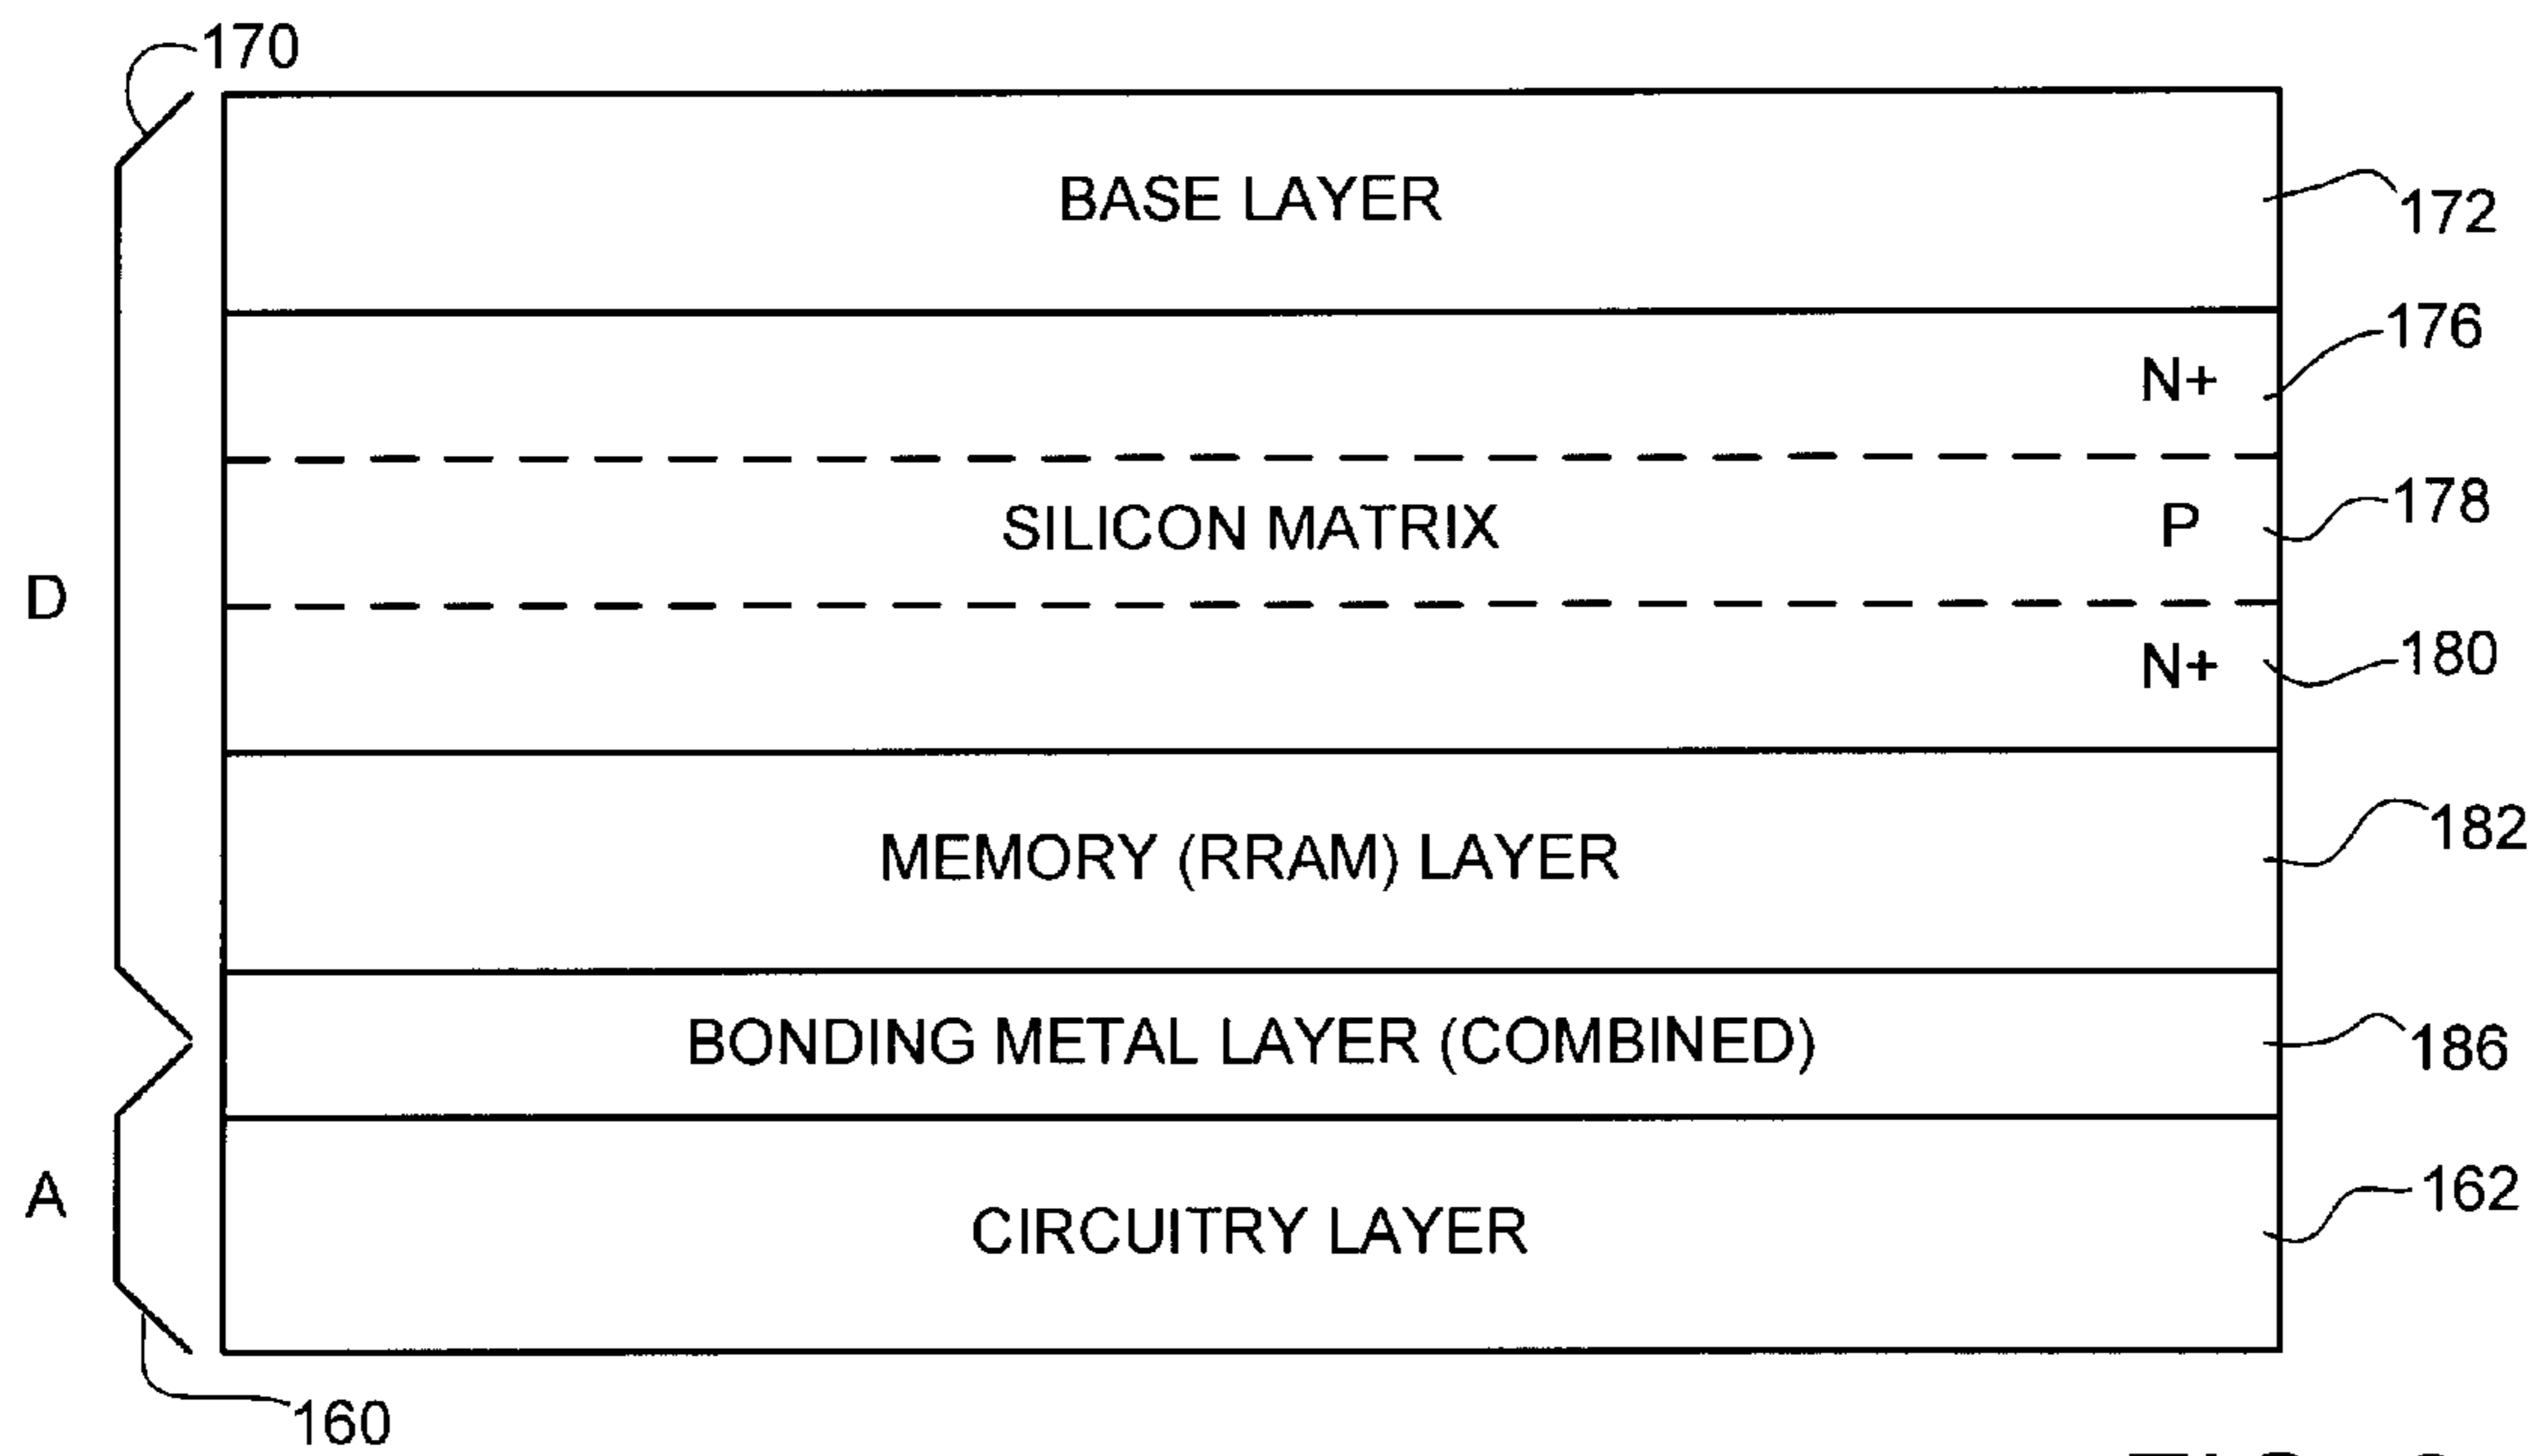 170
BASE LAYER
172
176
N+
SILICON MATRIX
P
178
D
N+
180
MEMORY (RRAM) LAYER
182
BONDING METAL LAYER (COMBINED)
186
A
CIRCUITRY LAYER
162
160